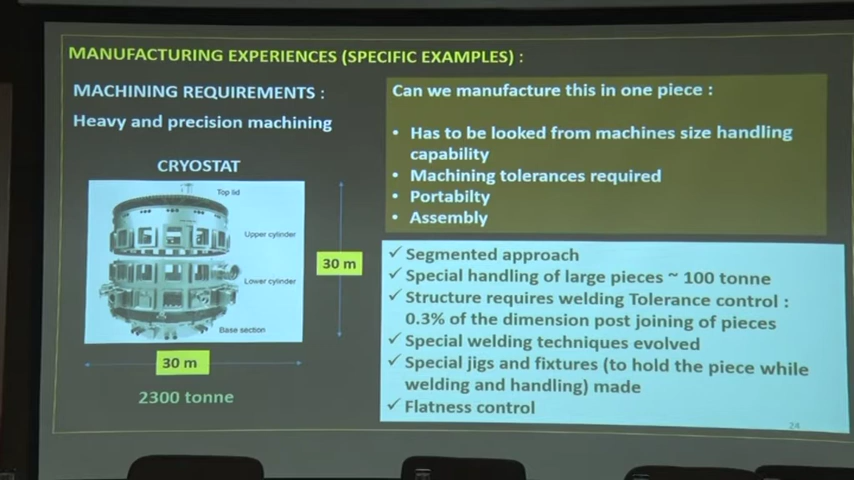 MANUFACTURING EXPERIENCES (SPECIFIC EXAMPLES) :
MACHINING REQUIREMENTS :
Heavy and precision machining
CRYOSTAT
Top lid
Upper cylinder
Lower cylinder
Base section
30 m
30 m
2300 tonne
Can we manufacture this in one piece :
• Has to be looked from machines size handling
capability
• Machining tolerances required
• Portabilty
• Assembly
✓ Segmented approach
✓ Special handling of large pieces ~ 100 tonne
✓ Structure requires welding Tolerance control :
0.3% of the dimension post joining of pieces
✓ Special welding techniques evolved
✓ Special jigs and fixtures (to hold the piece while
welding and handling) made
✓ Flatness control
24